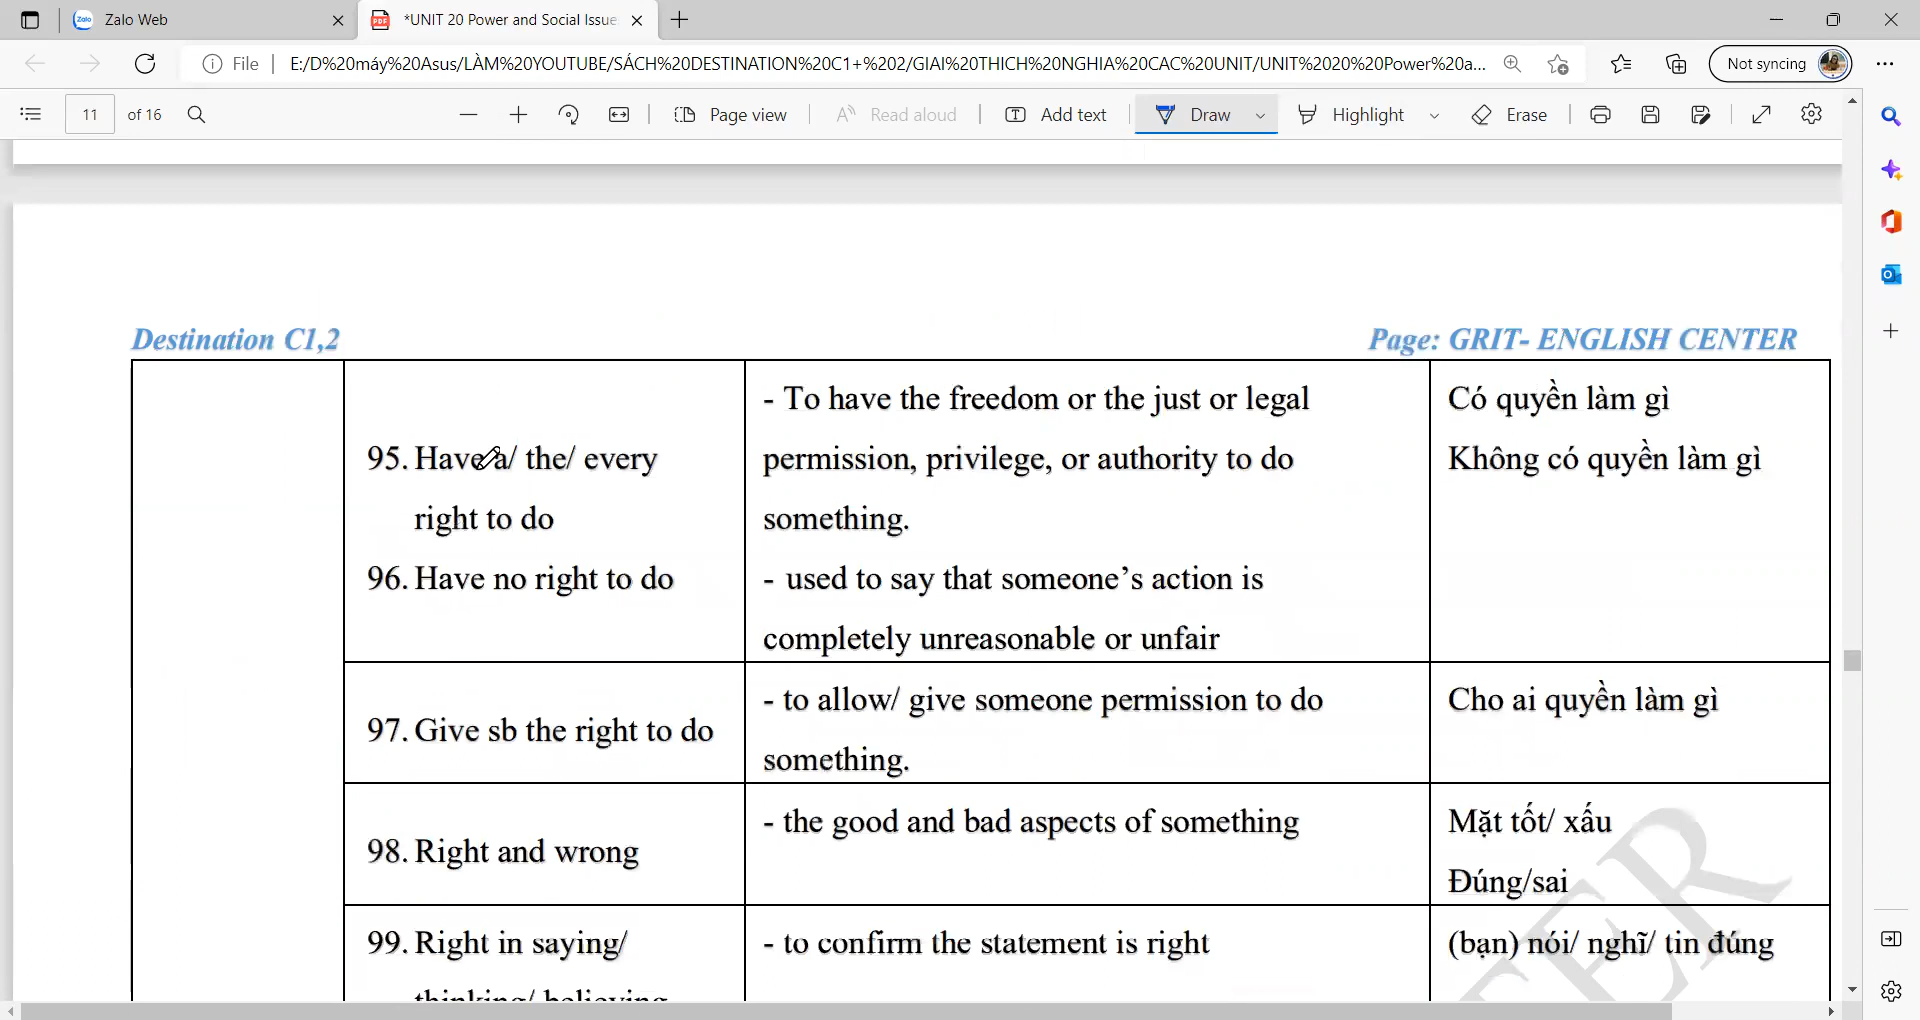 Zalo Web
*UNIT 20 Power and Social Issue
File
E:/D%20máy%20Asus/LÀM%20YOUTUBE/SÁCH%20DESTINATION%20C1+%202/GIAI%20THICH%20NGHIA%20CAC%20UNIT/UNIT%2020%20Power%20a...
Not syncing
11 of 16
Page view
Read aloud
Add text
Draw
Highlight
Erase
Destination C1,2
Page: GRIT- ENGLISH CENTER
95. Have a/ the/ every
right to do
96. Have no right to do
- To have the freedom or the just or legal
permission, privilege, or authority to do
something.
- used to say that someone’s action is
completely unreasonable or unfair
Có quyền làm gì
Không có quyền làm gì
97. Give sb the right to do
- to allow/ give someone permission to do
something.
Cho ai quyền làm gì
98. Right and wrong
- the good and bad aspects of something
Mặt tốt/ xấu
Đúng/sai
99. Right in saying/
thinking/ believing
- to confirm the statement is right
(bạn) nói/ nghĩ/ tin đúng